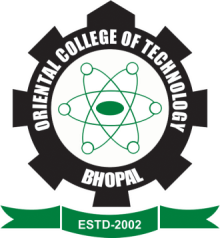 ORIENTAL COLLEGE OF TECHNOLOGY
BHOPAL
ESTD-2002